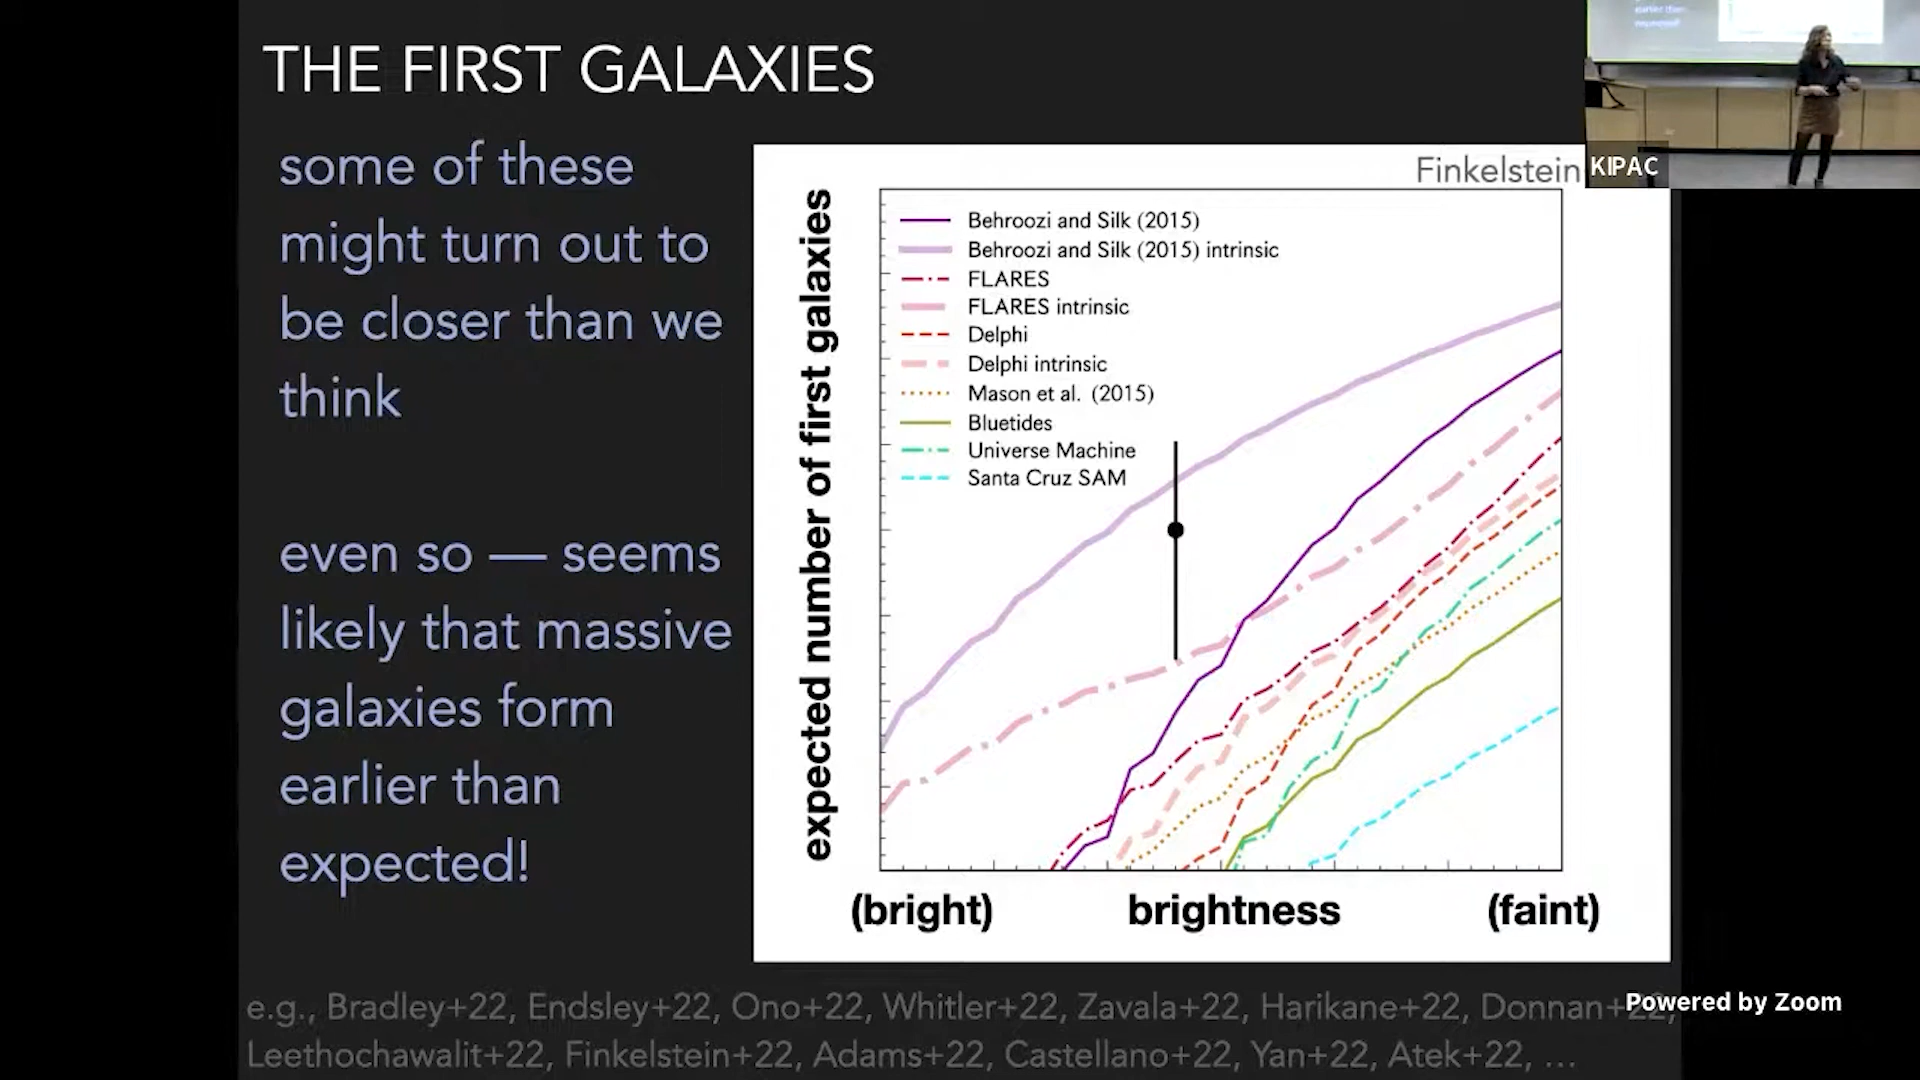 THE FIRST GALAXIES
some of these
might turn out to
be closer than we
think
even so — seems
likely that massive
galaxies form
earlier than
expected!
Finkelstein
KIPAC
expected number of first galaxies
Behroozi and Silk (2015)
Behroozi and Silk (2015) intrinsic
FLARES
FLARES intrinsic
Delphi
Delphi intrinsic
Mason et al. (2015)
Bluetides
Universe Machine
Santa Cruz SAM
(bright) brightness (faint)
e.g., Bradley+22, Endsley+22, Ono+22, Whitler+22, Zavala+22, Harikane+22, Donnan+22,
Leethochawalit+22, Finkelstein+22, Adams+22, Castellano+22, Yan+22, Atek+22, ...
Powered by Zoom